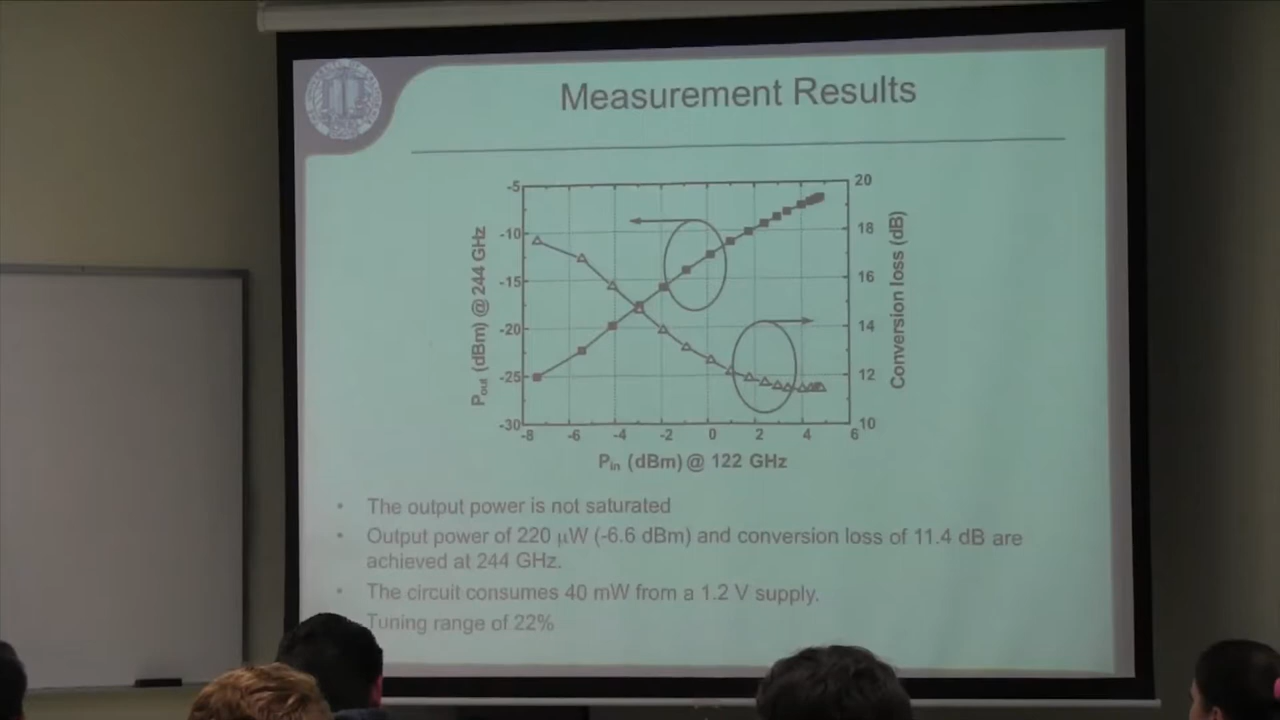 Measurement Results
-5
-10
-15
-20
-25
-30
Pout (dBm) @ 244 GHz
20
18
16
14
12
10
Conversion loss (dB)
-8 -6 -4 -2 0 2 4 6
Pin (dBm) @ 122 GHz
• The output power is not saturated
• Output power of 220 μW (-6.6 dBm) and conversion loss of 11.4 dB are
achieved at 244 GHz.
• The circuit consumes 40 mW from a 1.2 V supply.
Tuning range of 22%